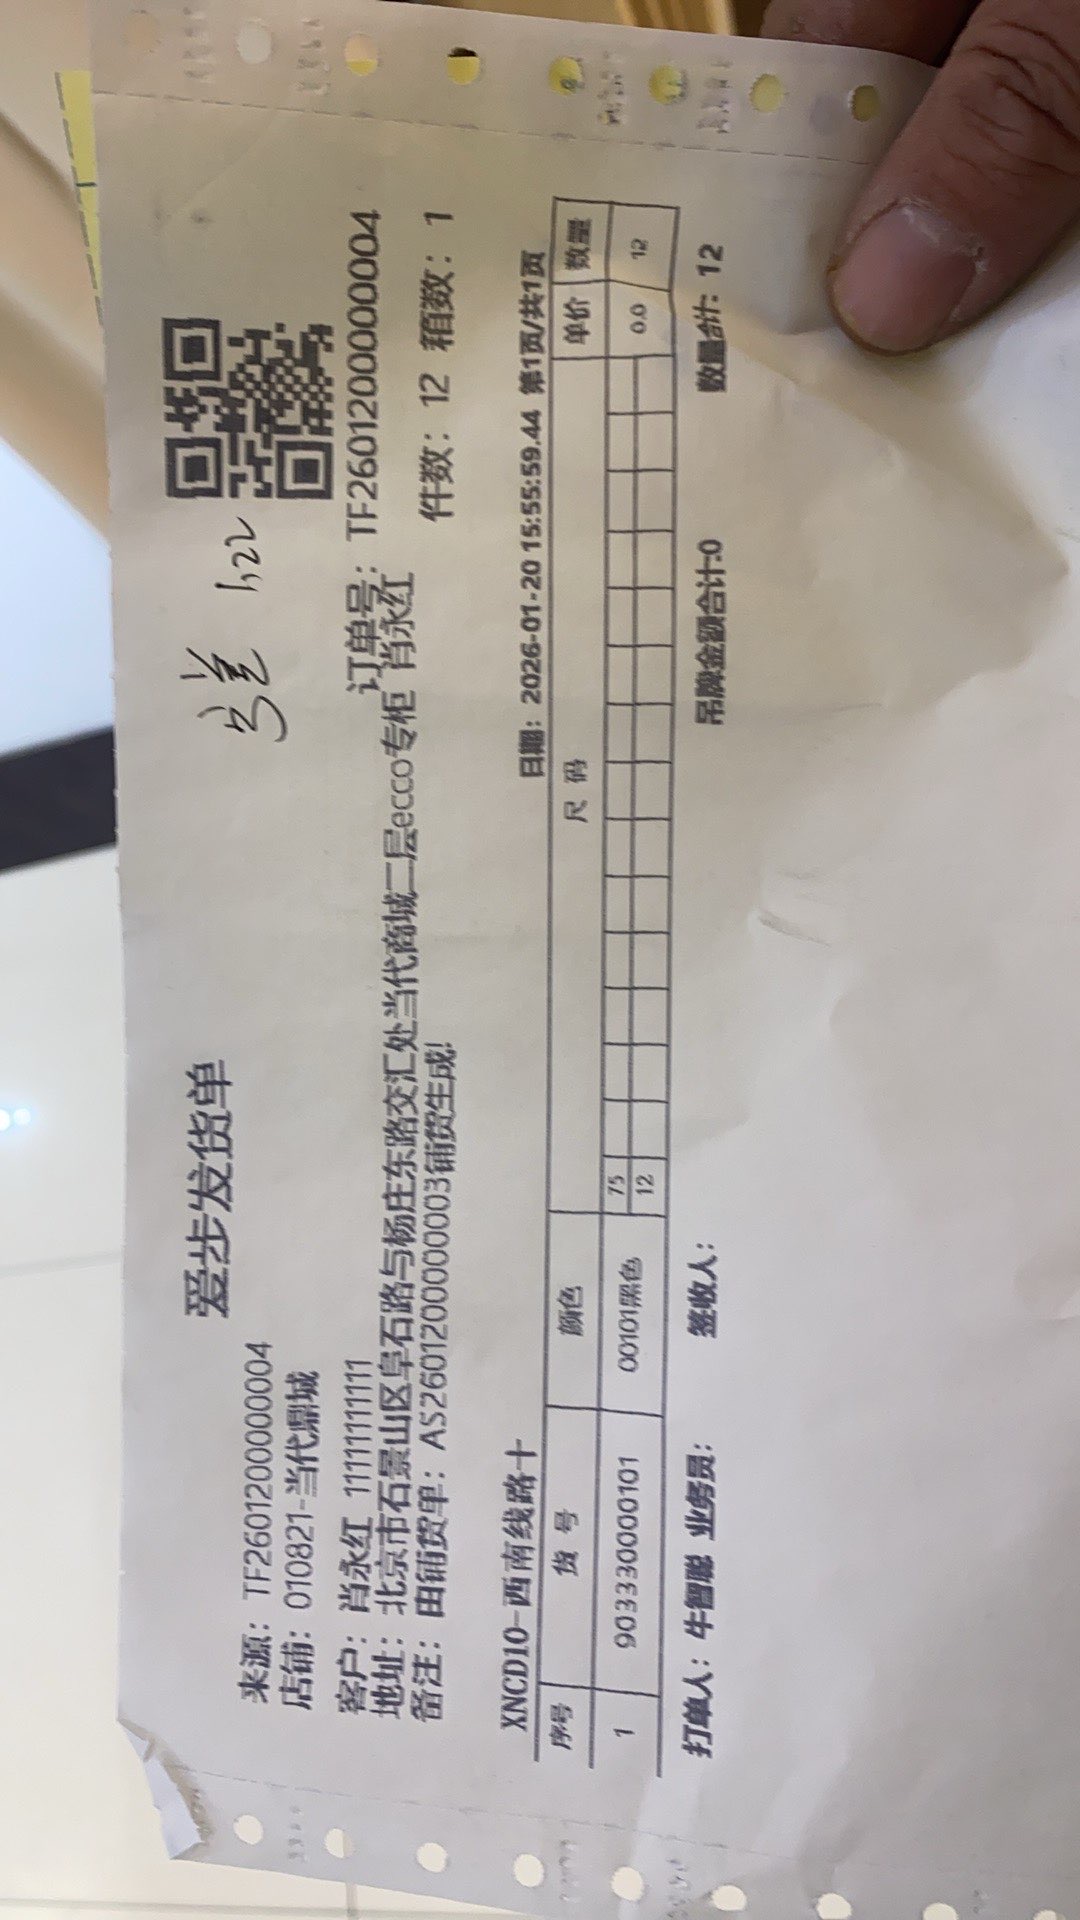 爱步发货单
来源：TF260120000004
店铺：010821-当代鼎城
订单号：TF260120000004
客户：肖永红 11111111111
件数：12 箱数：1
地址：北京市石景山区阜石路与杨庄东路交汇处当代商城二层ecco专柜 肖永红
备注：由铺货单：AS260120000003铺货生成!
XNCD10-西南线路十 日期：2026-01-20 15:55:59.44 第1页/共1页
序号 货 号 颜色 尺 码 单价 数量
75
1 90333000101 00101黑色 12 0.0 12
打单人：牛智聪 业务员： 签收人： 吊牌金额合计:0 数量合计：12